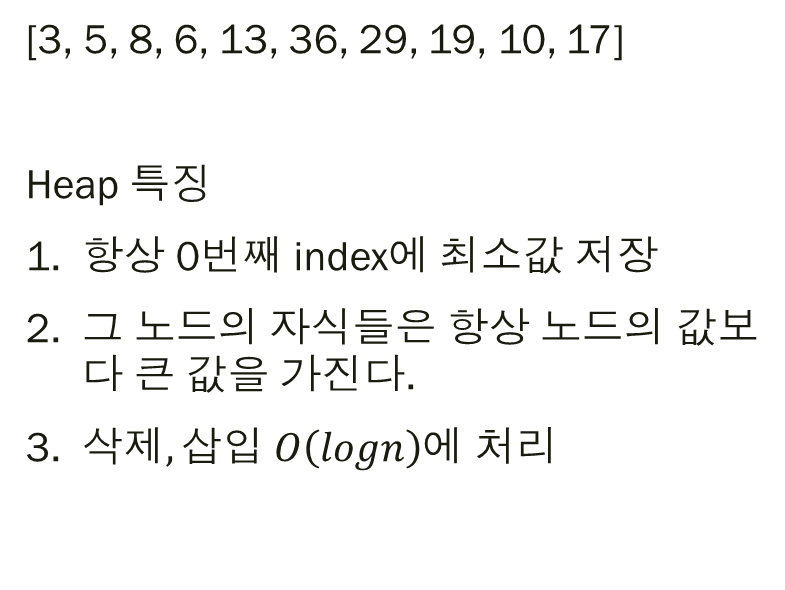 [3, 5, 8, 6, 13, 36, 29, 19, 10, 17]
Heap 특징
1. 항상 0번째 index에 최소값 저장
2. 그 노드의 자식들은 항상 노드의 값보
다 큰 값을 가진다.
3. 삭제, 삽입 O(logn)에 처리